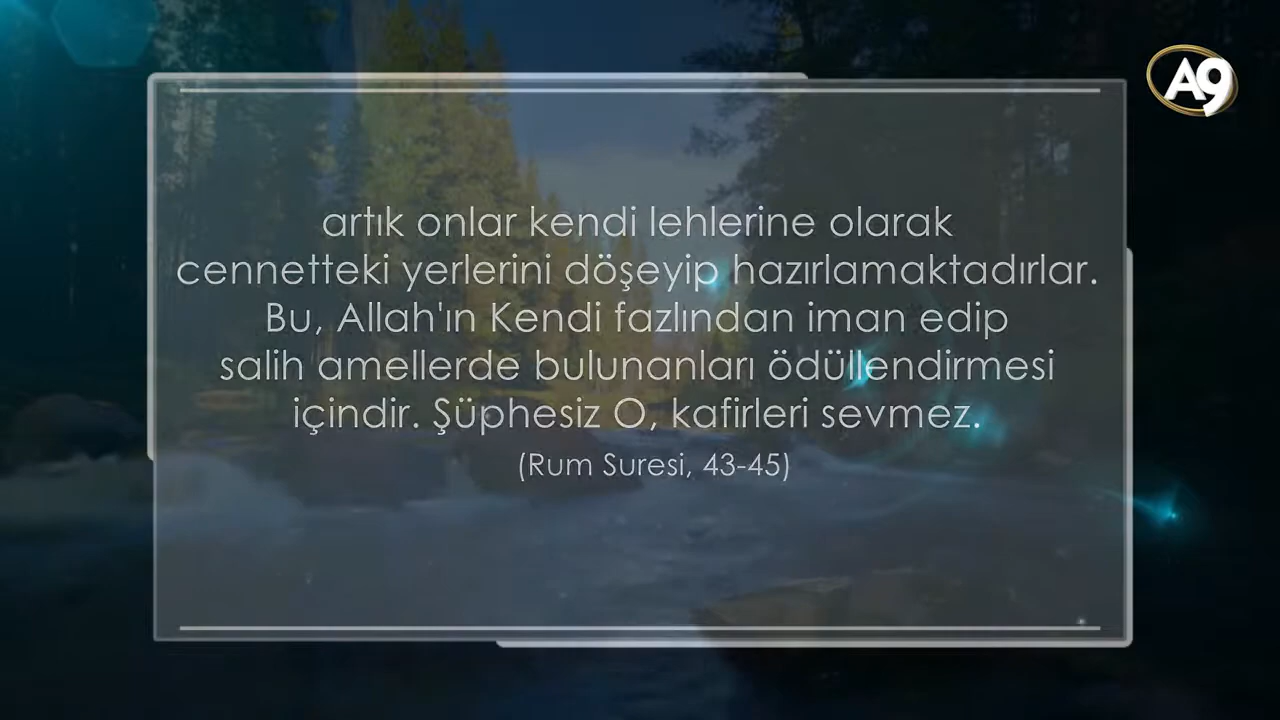 A9
artık onlar kendi lehlerine olarak
cennetteki yerlerini döşeyip hazırlamaktadırlar.
Bu, Allah'ın Kendi fazlından iman edip
salih amellerde bulunanları ödüllendirmesi
içindir. Şüphesiz O, kafirleri sevmez.
(Rum Suresi, 43-45)